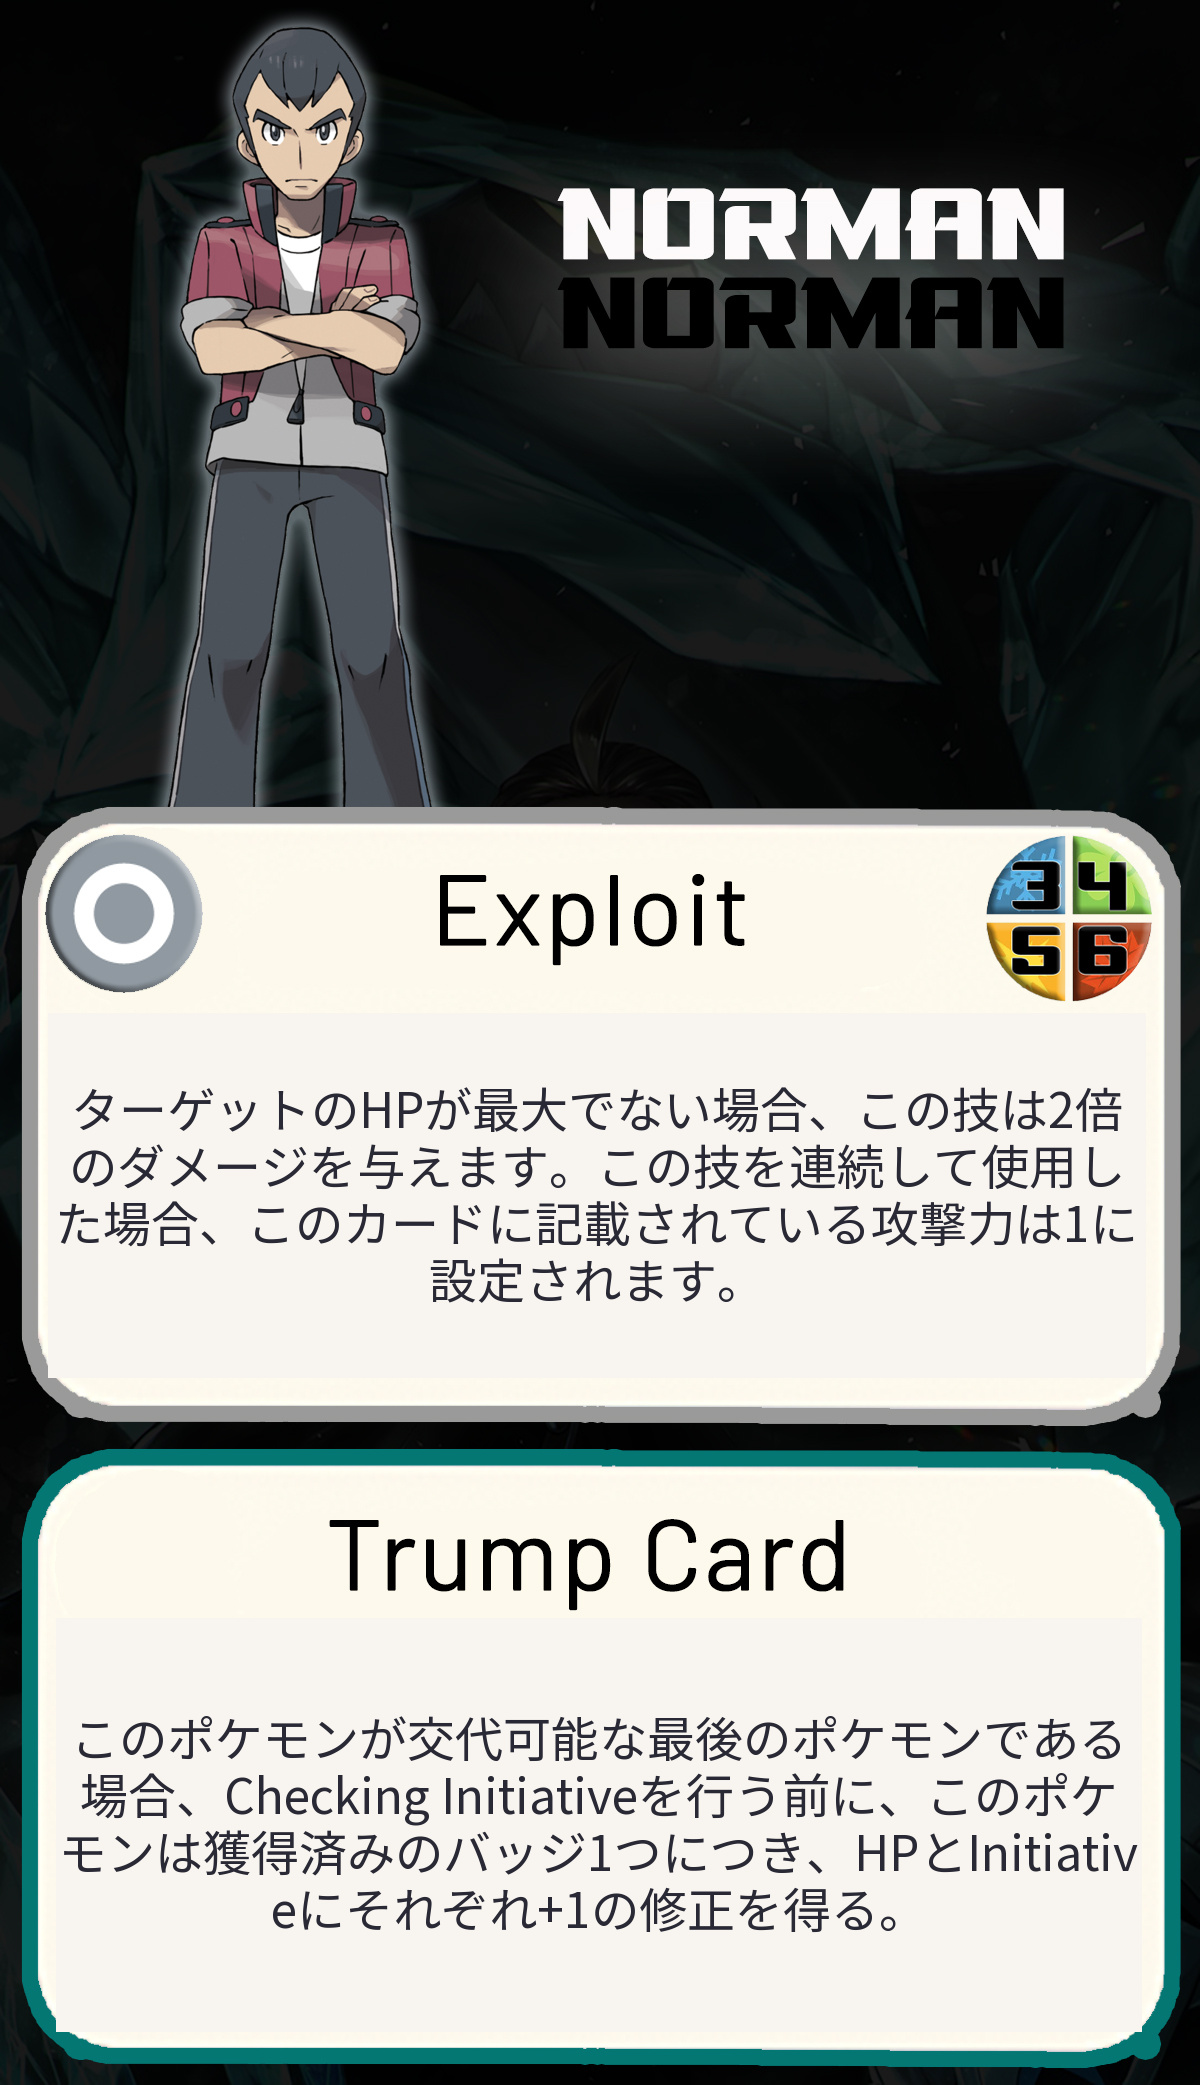 NORMAN
NORMAN
Exploit
3 4
5 6
ターゲットのHPが最大でない場合、この技は2倍
のダメージを与えます。この技を連続して使用し
た場合、このカードに記載されている攻撃力は1に
設定されます。
Trump Card
このポケモンが交代可能な最後のポケモンである
場合、Checking Initiativeを行う前に、このポケ
モンは獲得済みのバッジ1つにつき、HPとInitiativ
eにそれぞれ+1の修正を得る。